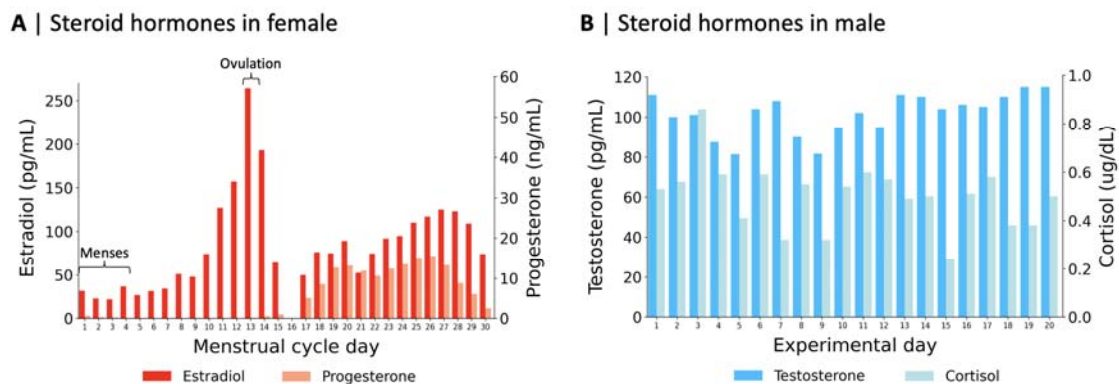 A | Steroid hormones in female
Ovulation
Menses
Estradiol (pg/mL)
250
200
150
100
50
0
Progesterone (ng/mL)
60
50
40
30
20
10
0
1 2 3 4 5 6 7 8 9 10 11 12 13 14 15 16 17 18 19 20 21 22 23 24 25 26 27 28 29 30
Menstrual cycle day
Estradiol Progesterone
B | Steroid hormones in male
Testosterone (pg/mL)
120
100
80
60
40
20
0
Cortisol (ug/dL)
1.0
0.8
0.6
0.4
0.2
0.0
1 2 3 4 5 6 7 8 9 10 11 12 13 14 15 16 17 18 19 20
Experimental day
Testosterone Cortisol